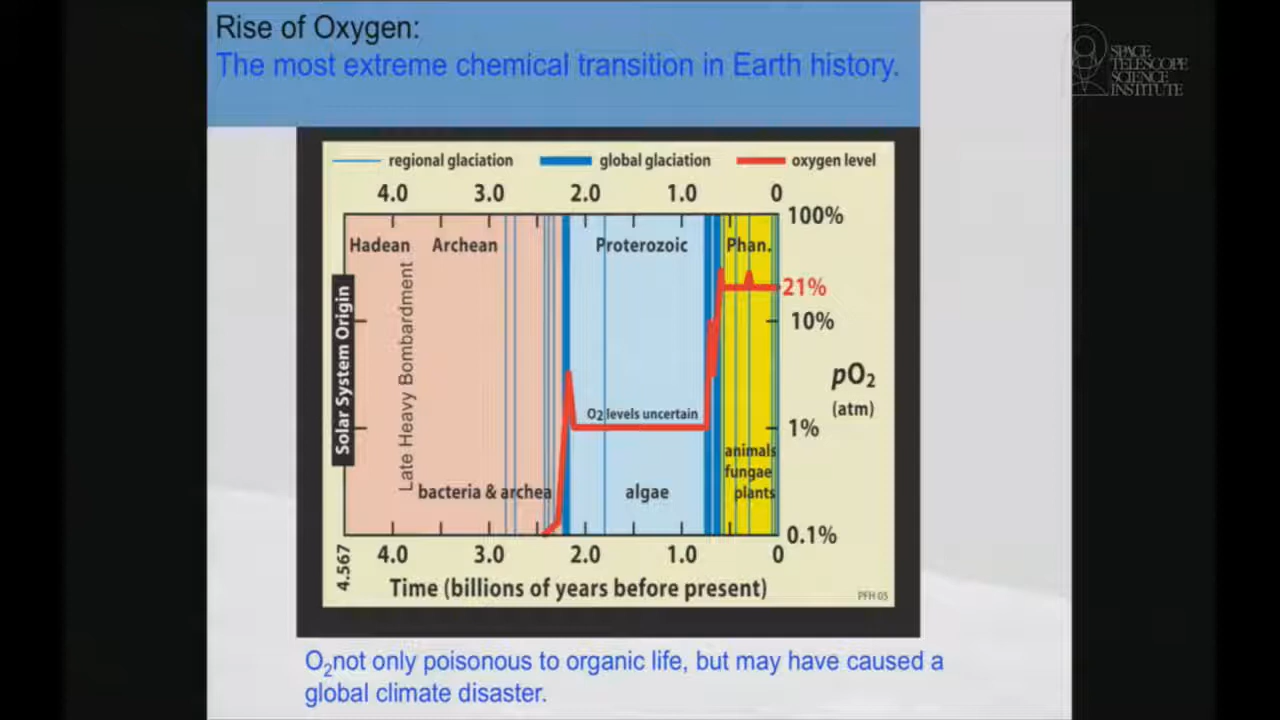 Rise of Oxygen:
The most extreme chemical transition in Earth history.
SPACE
TELESCOPE
SCIENCE
INSTITUTE
regional glaciation global glaciation oxygen level
4.0 3.0 2.0 1.0 0
100%
Hadean Archean Proterozoic Phan.
Late Heavy Bombardment
Solar System Origin
21%
10%
pO2
(atm)
O2 levels uncertain
1%
animals
fungae
plants
bacteria & archea algae
0.1%
4.567
4.0 3.0 2.0 1.0 0
Time (billions of years before present)
PFH 05
O2not only poisonous to organic life, but may have caused a
global climate disaster.